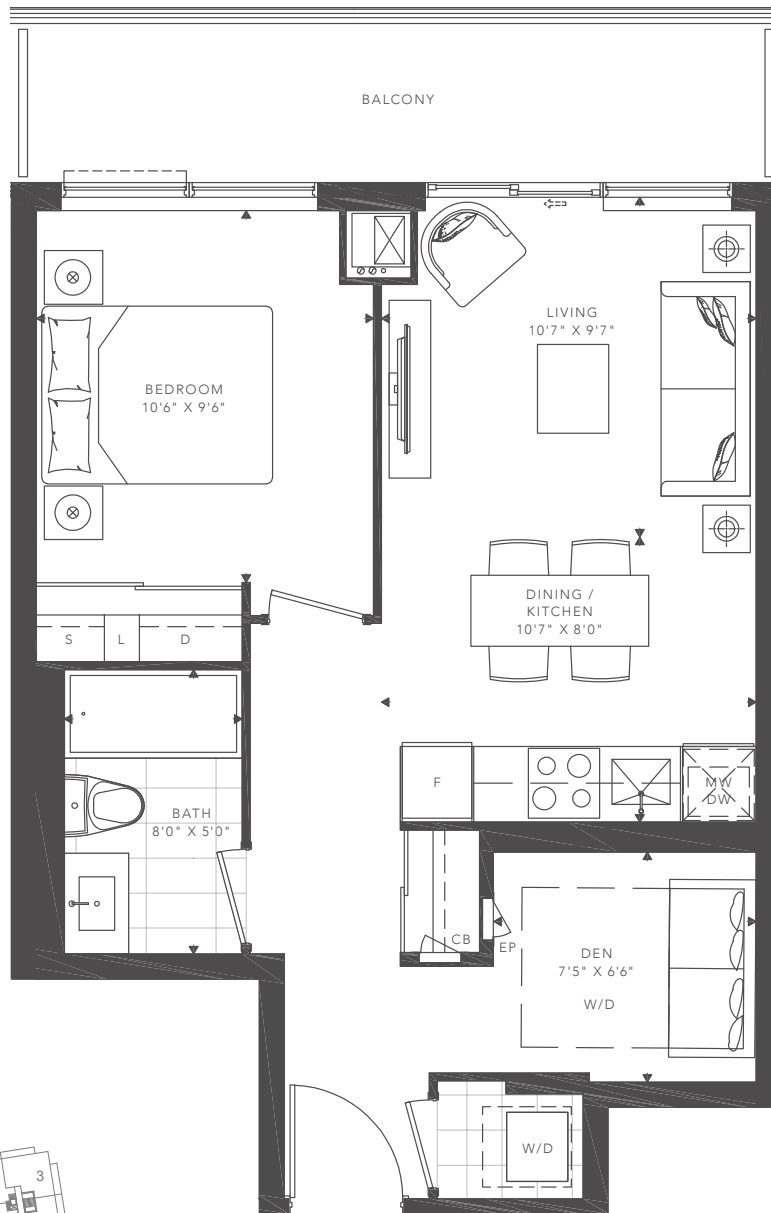 BALCONY
LIVING
10'7" X 9'7"
BEDROOM
10'6" X 9'6"
DINING /
KITCHEN
10'7" X 8'0"
S
L
D
F
MW
DW
BATH
8'0" X 5'0"
CB
EP
DEN
7'5" X 6'6"
W/D
W/D
3